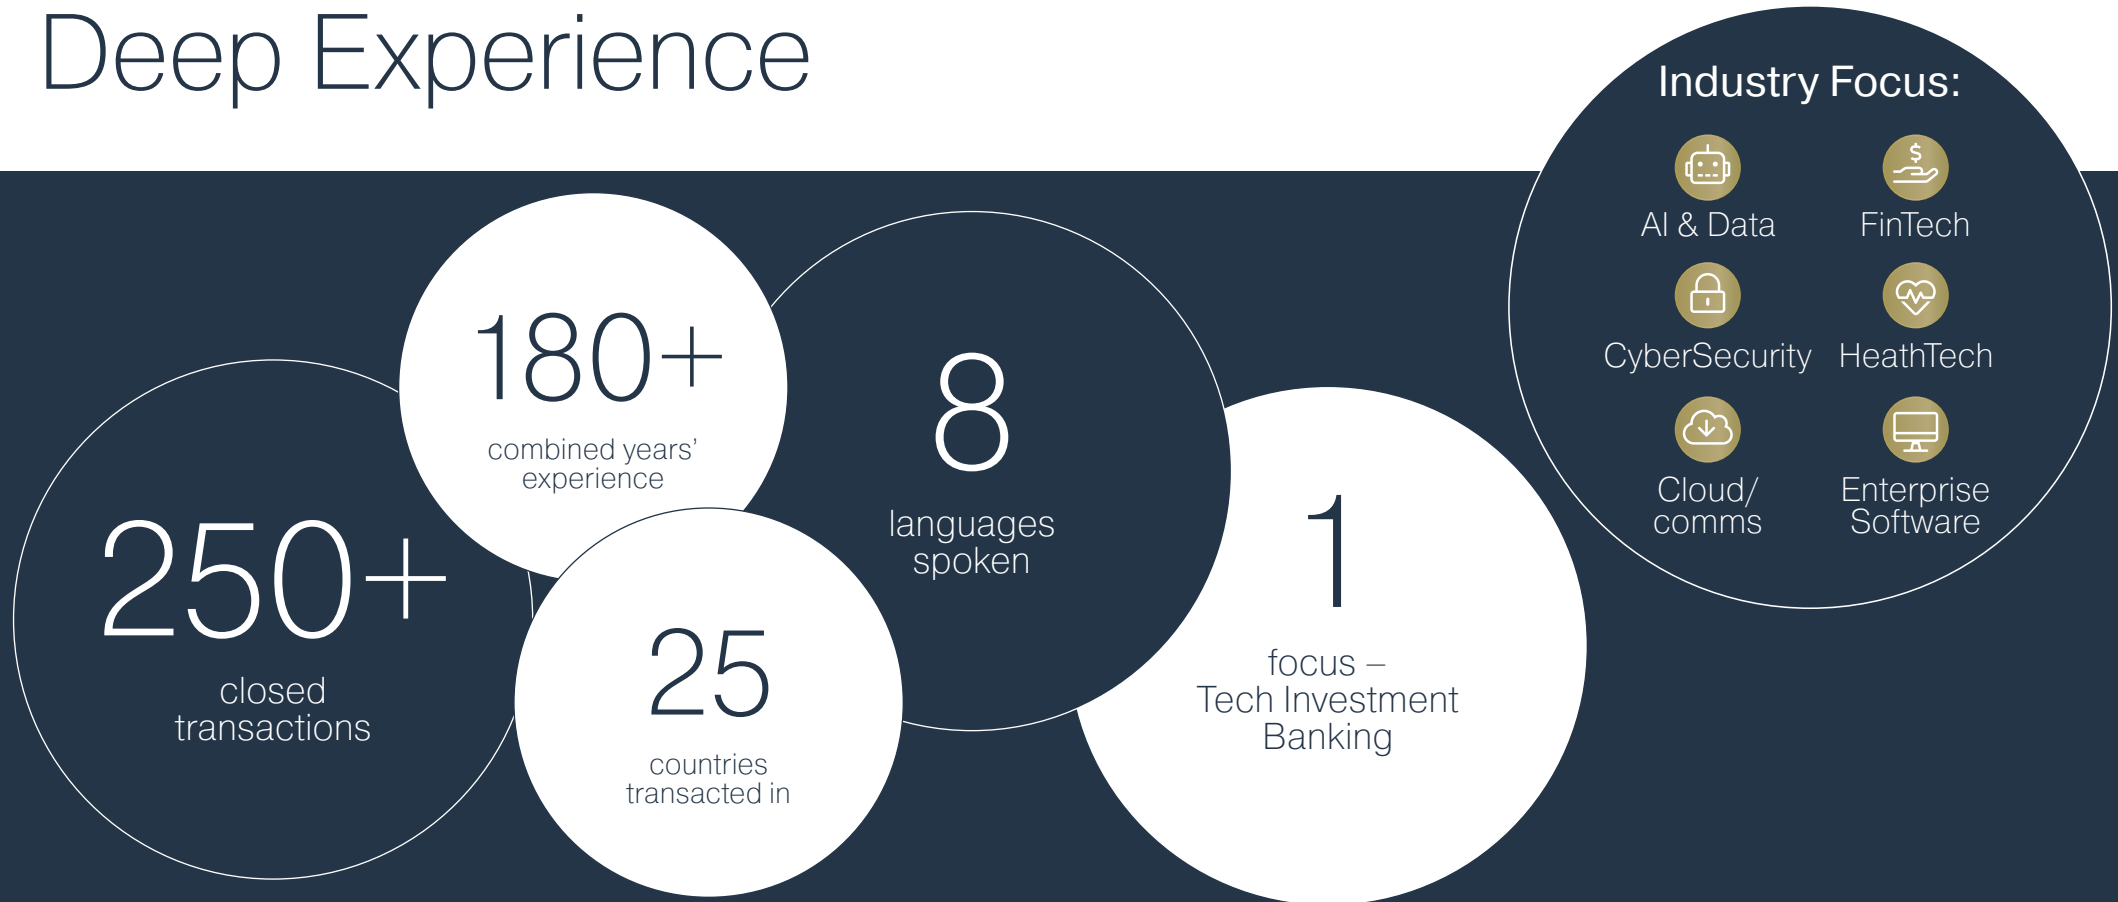 Deep Experience
250+
closed
transactions
180+
combined years’
experience
25
countries
transacted in
8
languages
spoken
1
focus –
Tech Investment
Banking
Industry Focus:
AI & Data
FinTech
CyberSecurity
HeathTech
Cloud/
comms
Enterprise
Software